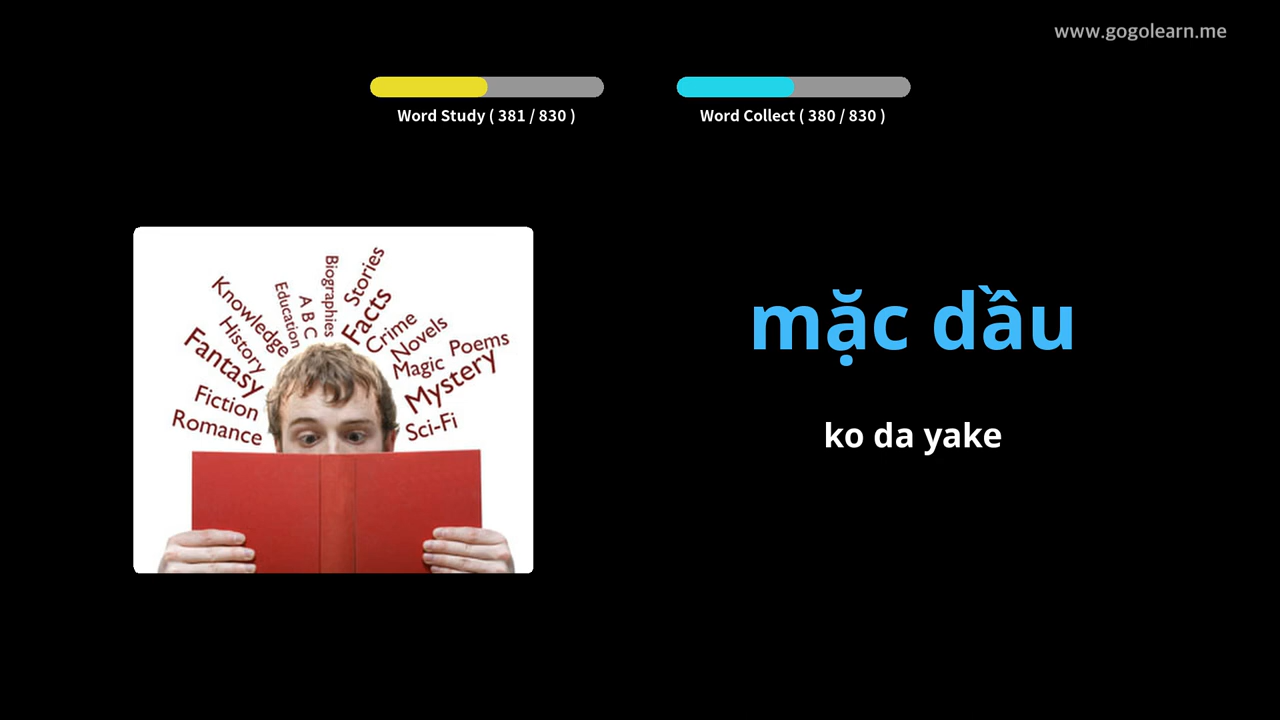 www.gogolearn.me
Word Study ( 381 / 830 )
Word Collect ( 380 / 830 )
Biographies
Stories
Knowledge
Education
A B C
Facts
Crime
History
Novels
Poems
Fantasy
Magic
Mystery
Fiction
Romance
Sci-Fi
mặc dầu
ko da yake